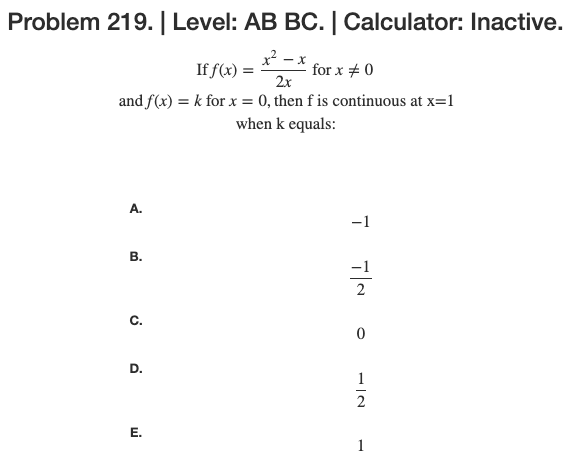 Problem 219. | Level: AB BC. | Calculator: Inactive.
If f(x) = \frac{x^2 - x}{2x} for x ≠ 0
and f(x) = k for x = 0, then f is continuous at x=1
when k equals:
A. −1
B. \frac{-1}{2}
C. 0
D. \frac{1}{2}
E. 1